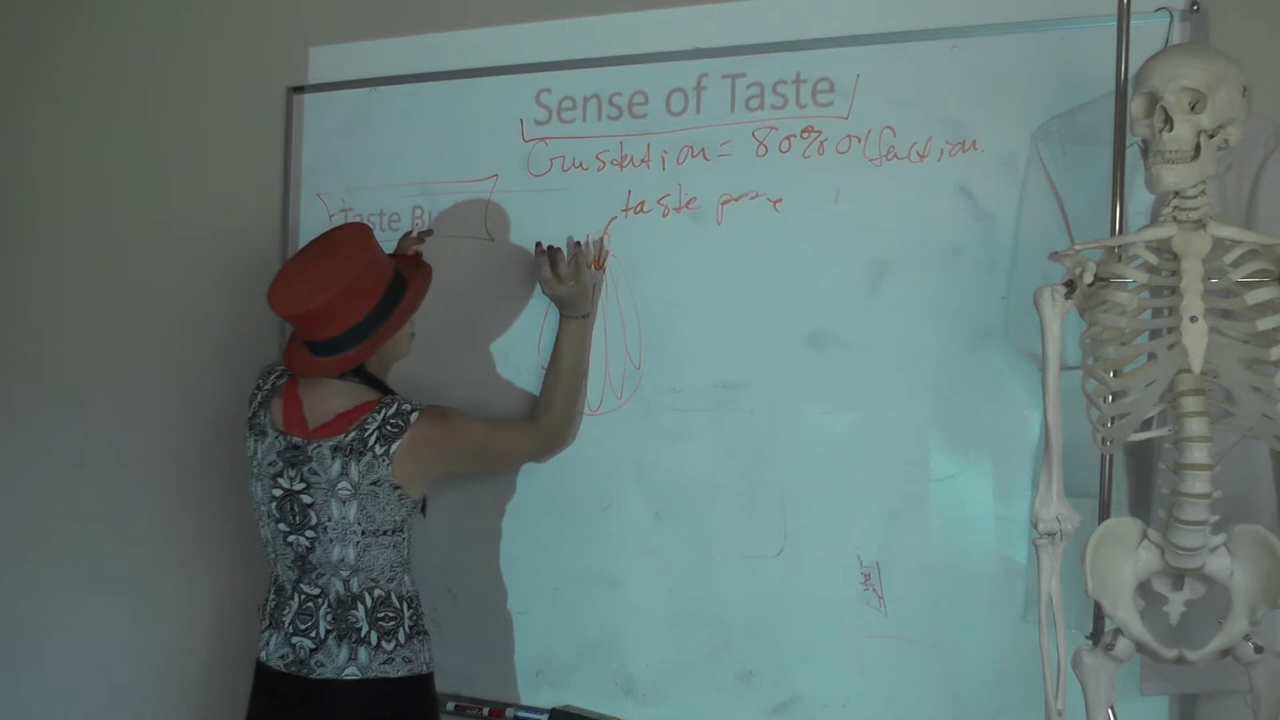 Sense of Taste
Gustation = 80% olfaction.
taste pore
Taste Bu